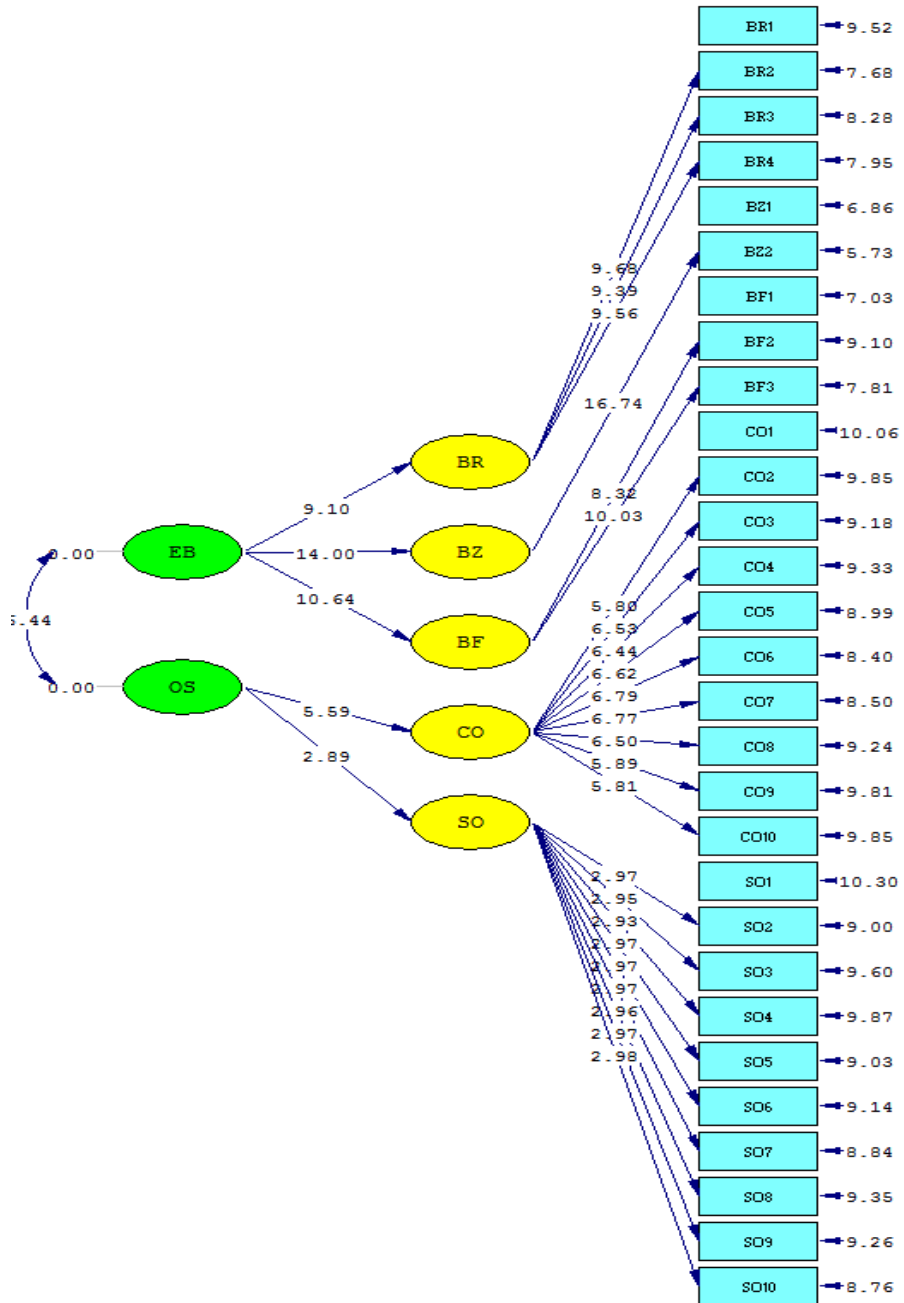 BR1 9.52
BR2 7.68
BR3 8.28
BR4 7.95
BZ1 6.86
BZ2 5.73
BF1 7.03
BF2 9.10
BF3 7.81
CO1 10.06
CO2 9.85
CO3 9.18
CO4 9.33
CO5 8.99
CO6 8.40
CO7 8.50
CO8 9.24
CO9 9.81
CO10 9.85
SO1 10.30
SO2 9.00
SO3 9.60
SO4 9.87
SO5 9.03
SO6 9.14
SO7 8.84
SO8 9.35
SO9 9.26
SO10 8.76
9.68
9.39
9.56
16.74
8.32
10.03
5.80
6.53
6.44
6.62
6.79
6.77
6.50
5.89
5.81
2.97
2.95
2.93
2.97
2.97
2.97
2.96
2.97
2.98
BR
BZ
BF
CO
SO
9.10
14.00
10.64
5.59
2.89
0.00 EB
0.00 OS